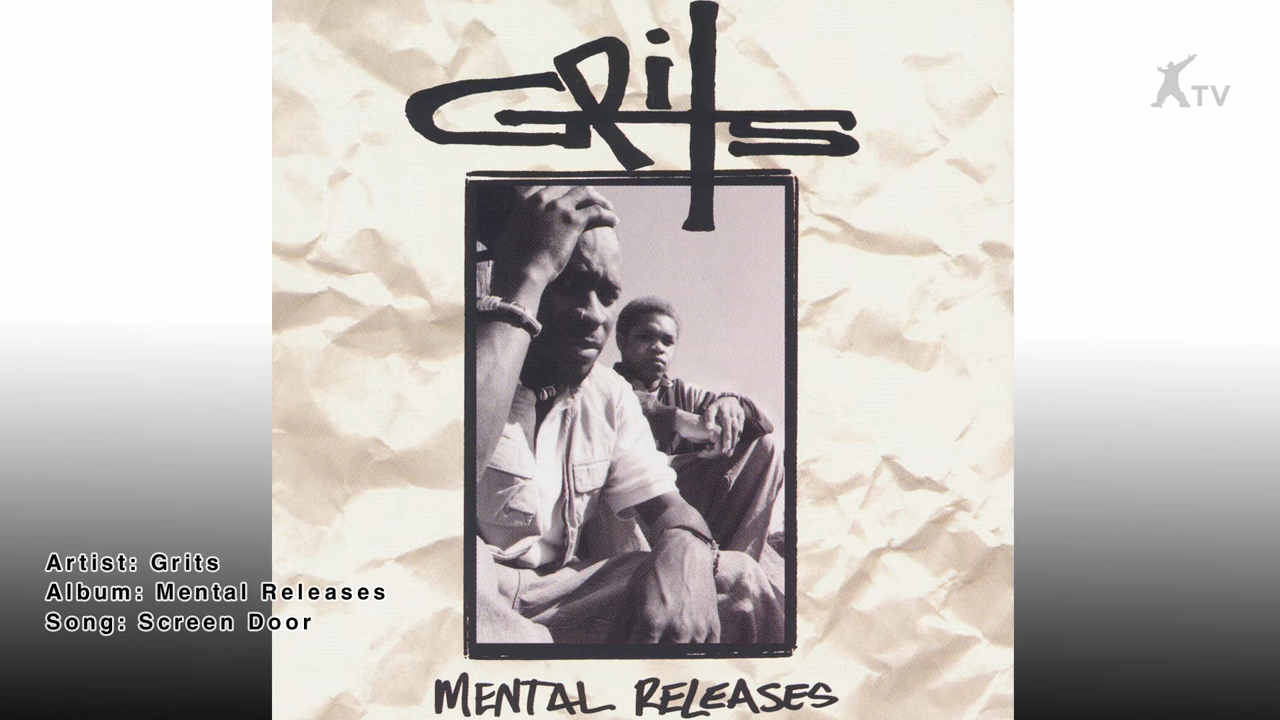 GRits
TV
Artist: Grits
Album: Mental Releases
Song: Screen Door
MENTAL RELEASES